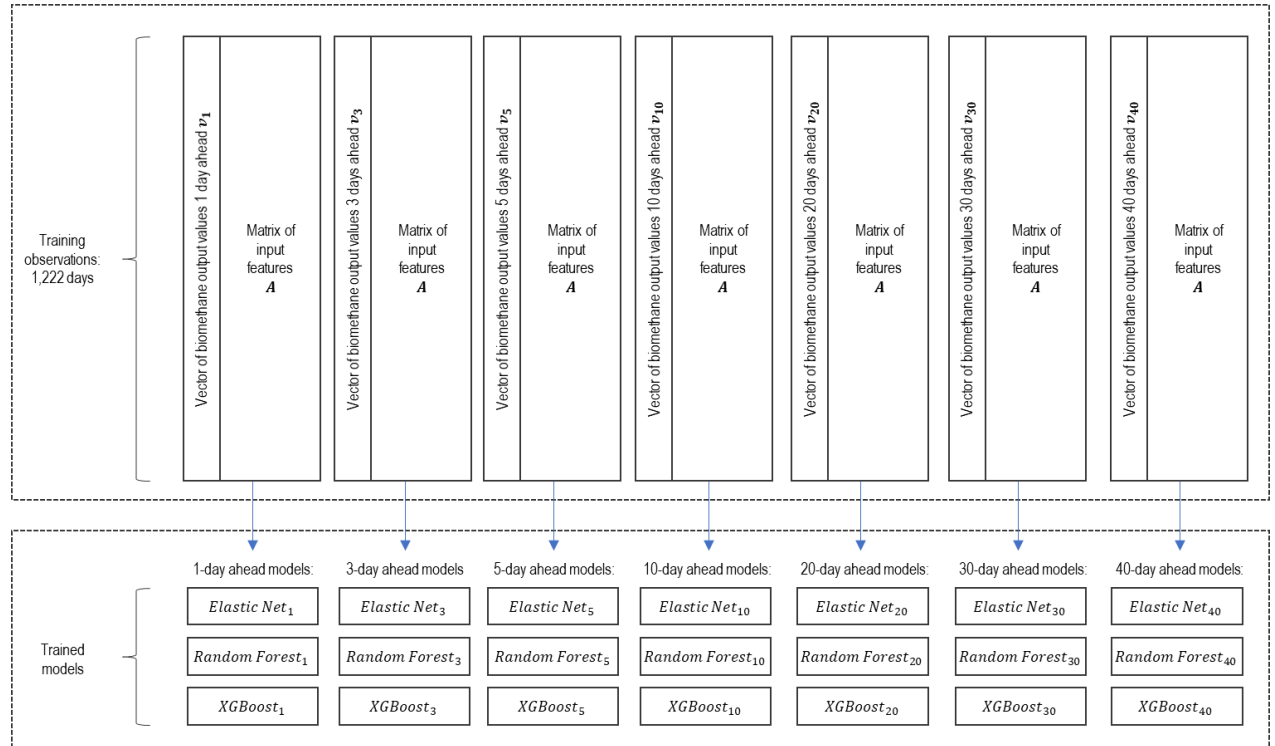 Training
observations:
1,222 days
Vector of biomethane output values 1 day ahead v₁
Matrix of
input
features
A
Vector of biomethane output values 3 days ahead v₃
Matrix of
input
features
A
Vector of biomethane output values 5 days ahead v₅
Matrix of
input
features
A
Vector of biomethane output values 10 days ahead v₁₀
Matrix of
input
features
A
Vector of biomethane output values 20 days ahead v₂₀
Matrix of
input
features
A
Vector of biomethane output values 30 days ahead v₃₀
Matrix of
input
features
A
Vector of biomethane output values 40 days ahead v₄₀
Matrix of
input
features
A
Trained
models
1-day ahead models:
Elastic Net₁
Random Forest₁
XGBoost₁
3-day ahead models
Elastic Net₃
Random Forest₃
XGBoost₃
5-day ahead models:
Elastic Net₅
Random Forest₅
XGBoost₅
10-day ahead models:
Elastic Net₁₀
Random Forest₁₀
XGBoost₁₀
20-day ahead models:
Elastic Net₂₀
Random Forest₂₀
XGBoost₂₀
30-day ahead models:
Elastic Net₃₀
Random Forest₃₀
XGBoost₃₀
40-day ahead models:
Elastic Net₄₀
Random Forest₄₀
XGBoost₄₀